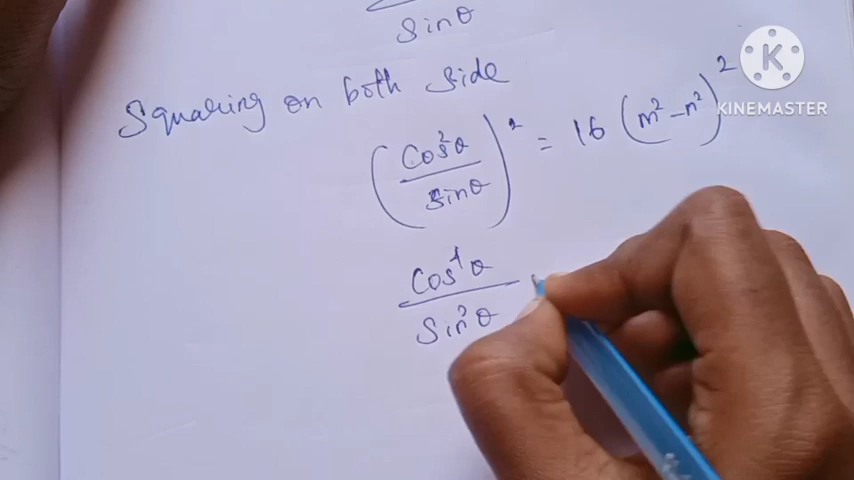 sinθ
Squaring on both side
(cos²θ / sinθ)² = 16 (m² - n²)²
cos⁴θ / sin²θ
KINEMASTER